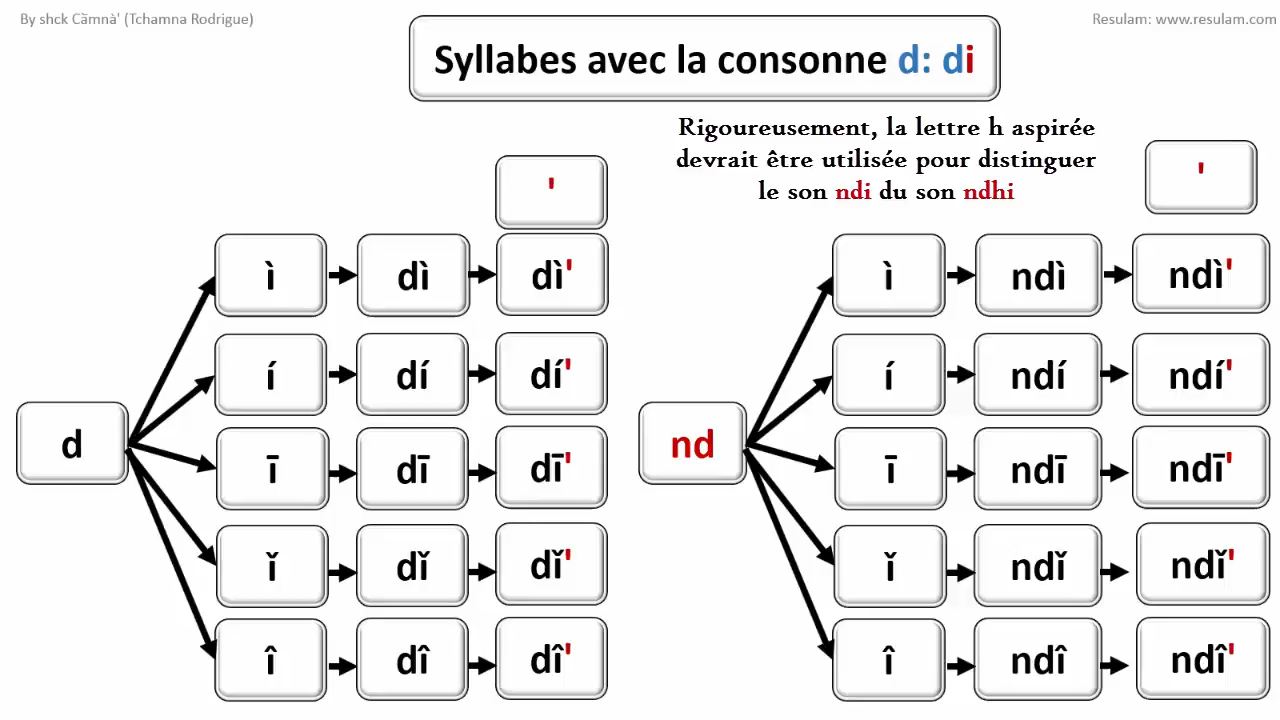 By shck Cǎmnà' (Tchamna Rodrigue)
Resulam: www.resulam.com
Syllabes avec la consonne d: di
Rigoureusement, la lettre h aspirée
devrait être utilisée pour distinguer
le son ndi du son ndhi
' '
ì dì dì' ì ndì ndì'
í dí dí' í ndí ndí'
d nd
ī dī dī' ī ndī ndī'
ǐ dǐ dǐ' ǐ ndǐ ndǐ'
î dî dî' î ndî ndî'